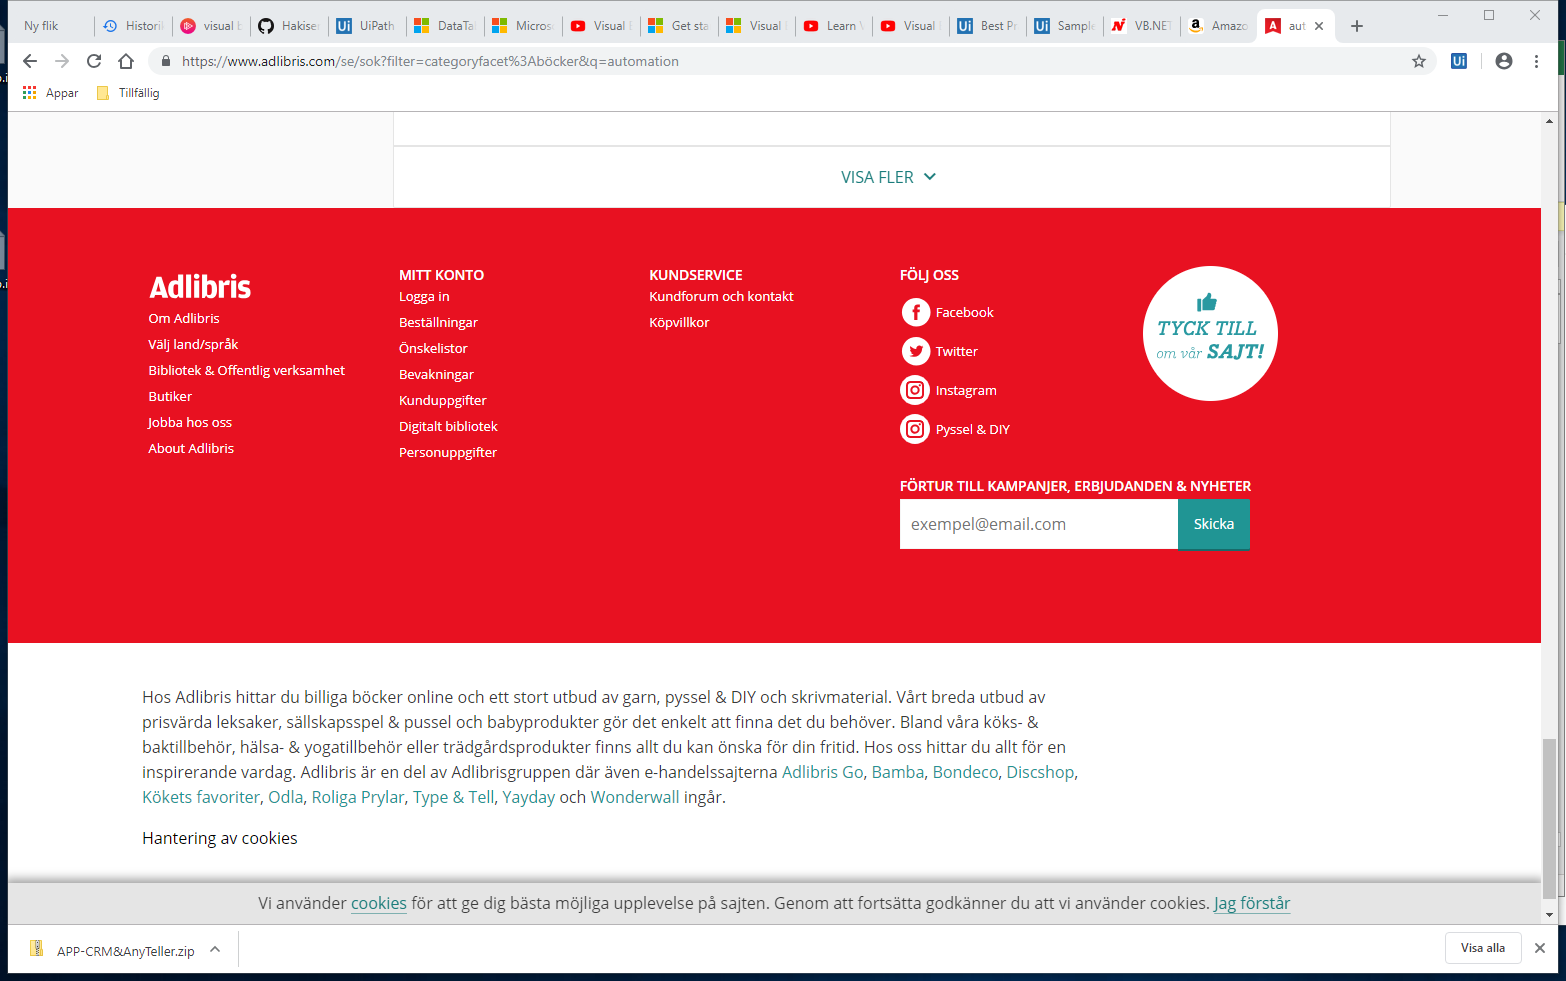 Ny flik
Histori
visual b
Hakiser
UiPath
DataTa
Micros
Visual
Get sta
Visual
Learn V
Visual
Best Pr
Sample
VB.NET
Amazo
aut
https://www.adlibris.com/se/sok?filter=categoryfacet%3Aböcker&q=automation
Appar
Tillfällig
VISA FLER
Adlibris
Om Adlibris
Välj land/språk
Bibliotek & Offentlig verksamhet
Butiker
Jobba hos oss
About Adlibris
MITT KONTO
Logga in
Beställningar
Önskelistor
Bevakningar
Kunduppgifter
Digitalt bibliotek
Personuppgifter
KUNDSERVICE
Kundforum och kontakt
Köpvillkor
FÖLJ OSS
Facebook
Twitter
Instagram
Pyssel & DIY
TYCK TILL
om vår SAJT!
FÖRTUR TILL KAMPANJER, ERBJUDANDEN & NYHETER
exempel@email.com
Skicka
Hos Adlibris hittar du billiga böcker online och ett stort utbud av garn, pyssel & DIY och skrivmaterial. Vårt breda utbud av
prisvärda leksaker, sällskapsspel & pussel och babyprodukter gör det enkelt att finna det du behöver. Bland våra köks- &
baktillbehör, hälsa- & yogatillbehör eller trädgårdsprodukter finns allt du kan önska för din fritid. Hos oss hittar du allt för en
inspirerande vardag. Adlibris är en del av Adlibrisgruppen där även e-handelssajterna Adlibris Go, Bamba, Bondeco, Discshop,
Kökets favoriter, Odla, Roliga Prylar, Type & Tell, Yayday och Wonderwall ingår.
Hantering av cookies
Vi använder cookies för att ge dig bästa möjliga upplevelse på sajten. Genom att fortsätta godkänner du att vi använder cookies. Jag förstår
APP-CRM&AnyTeller.zip
Visa alla